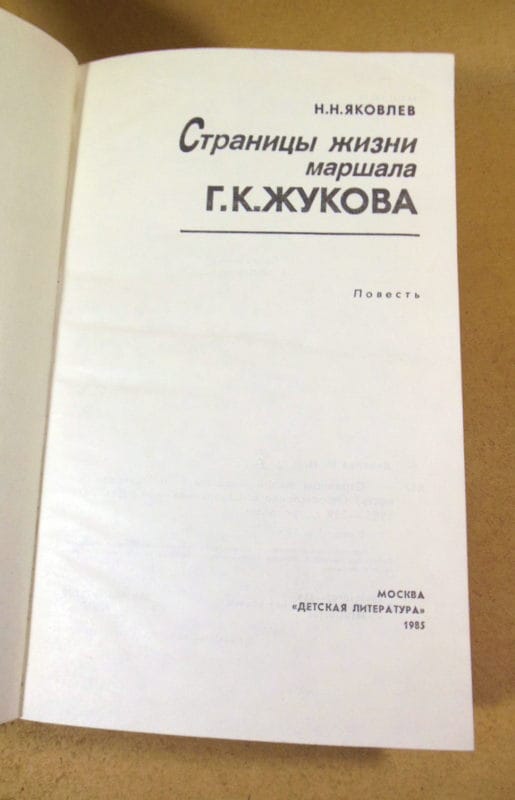 Н.Н.ЯКОВЛЕВ
Страницы жизни
маршала
Г.К.ЖУКОВА
Повесть
МОСКВА
«ДЕТСКАЯ ЛИТЕРАТУРА»
1985